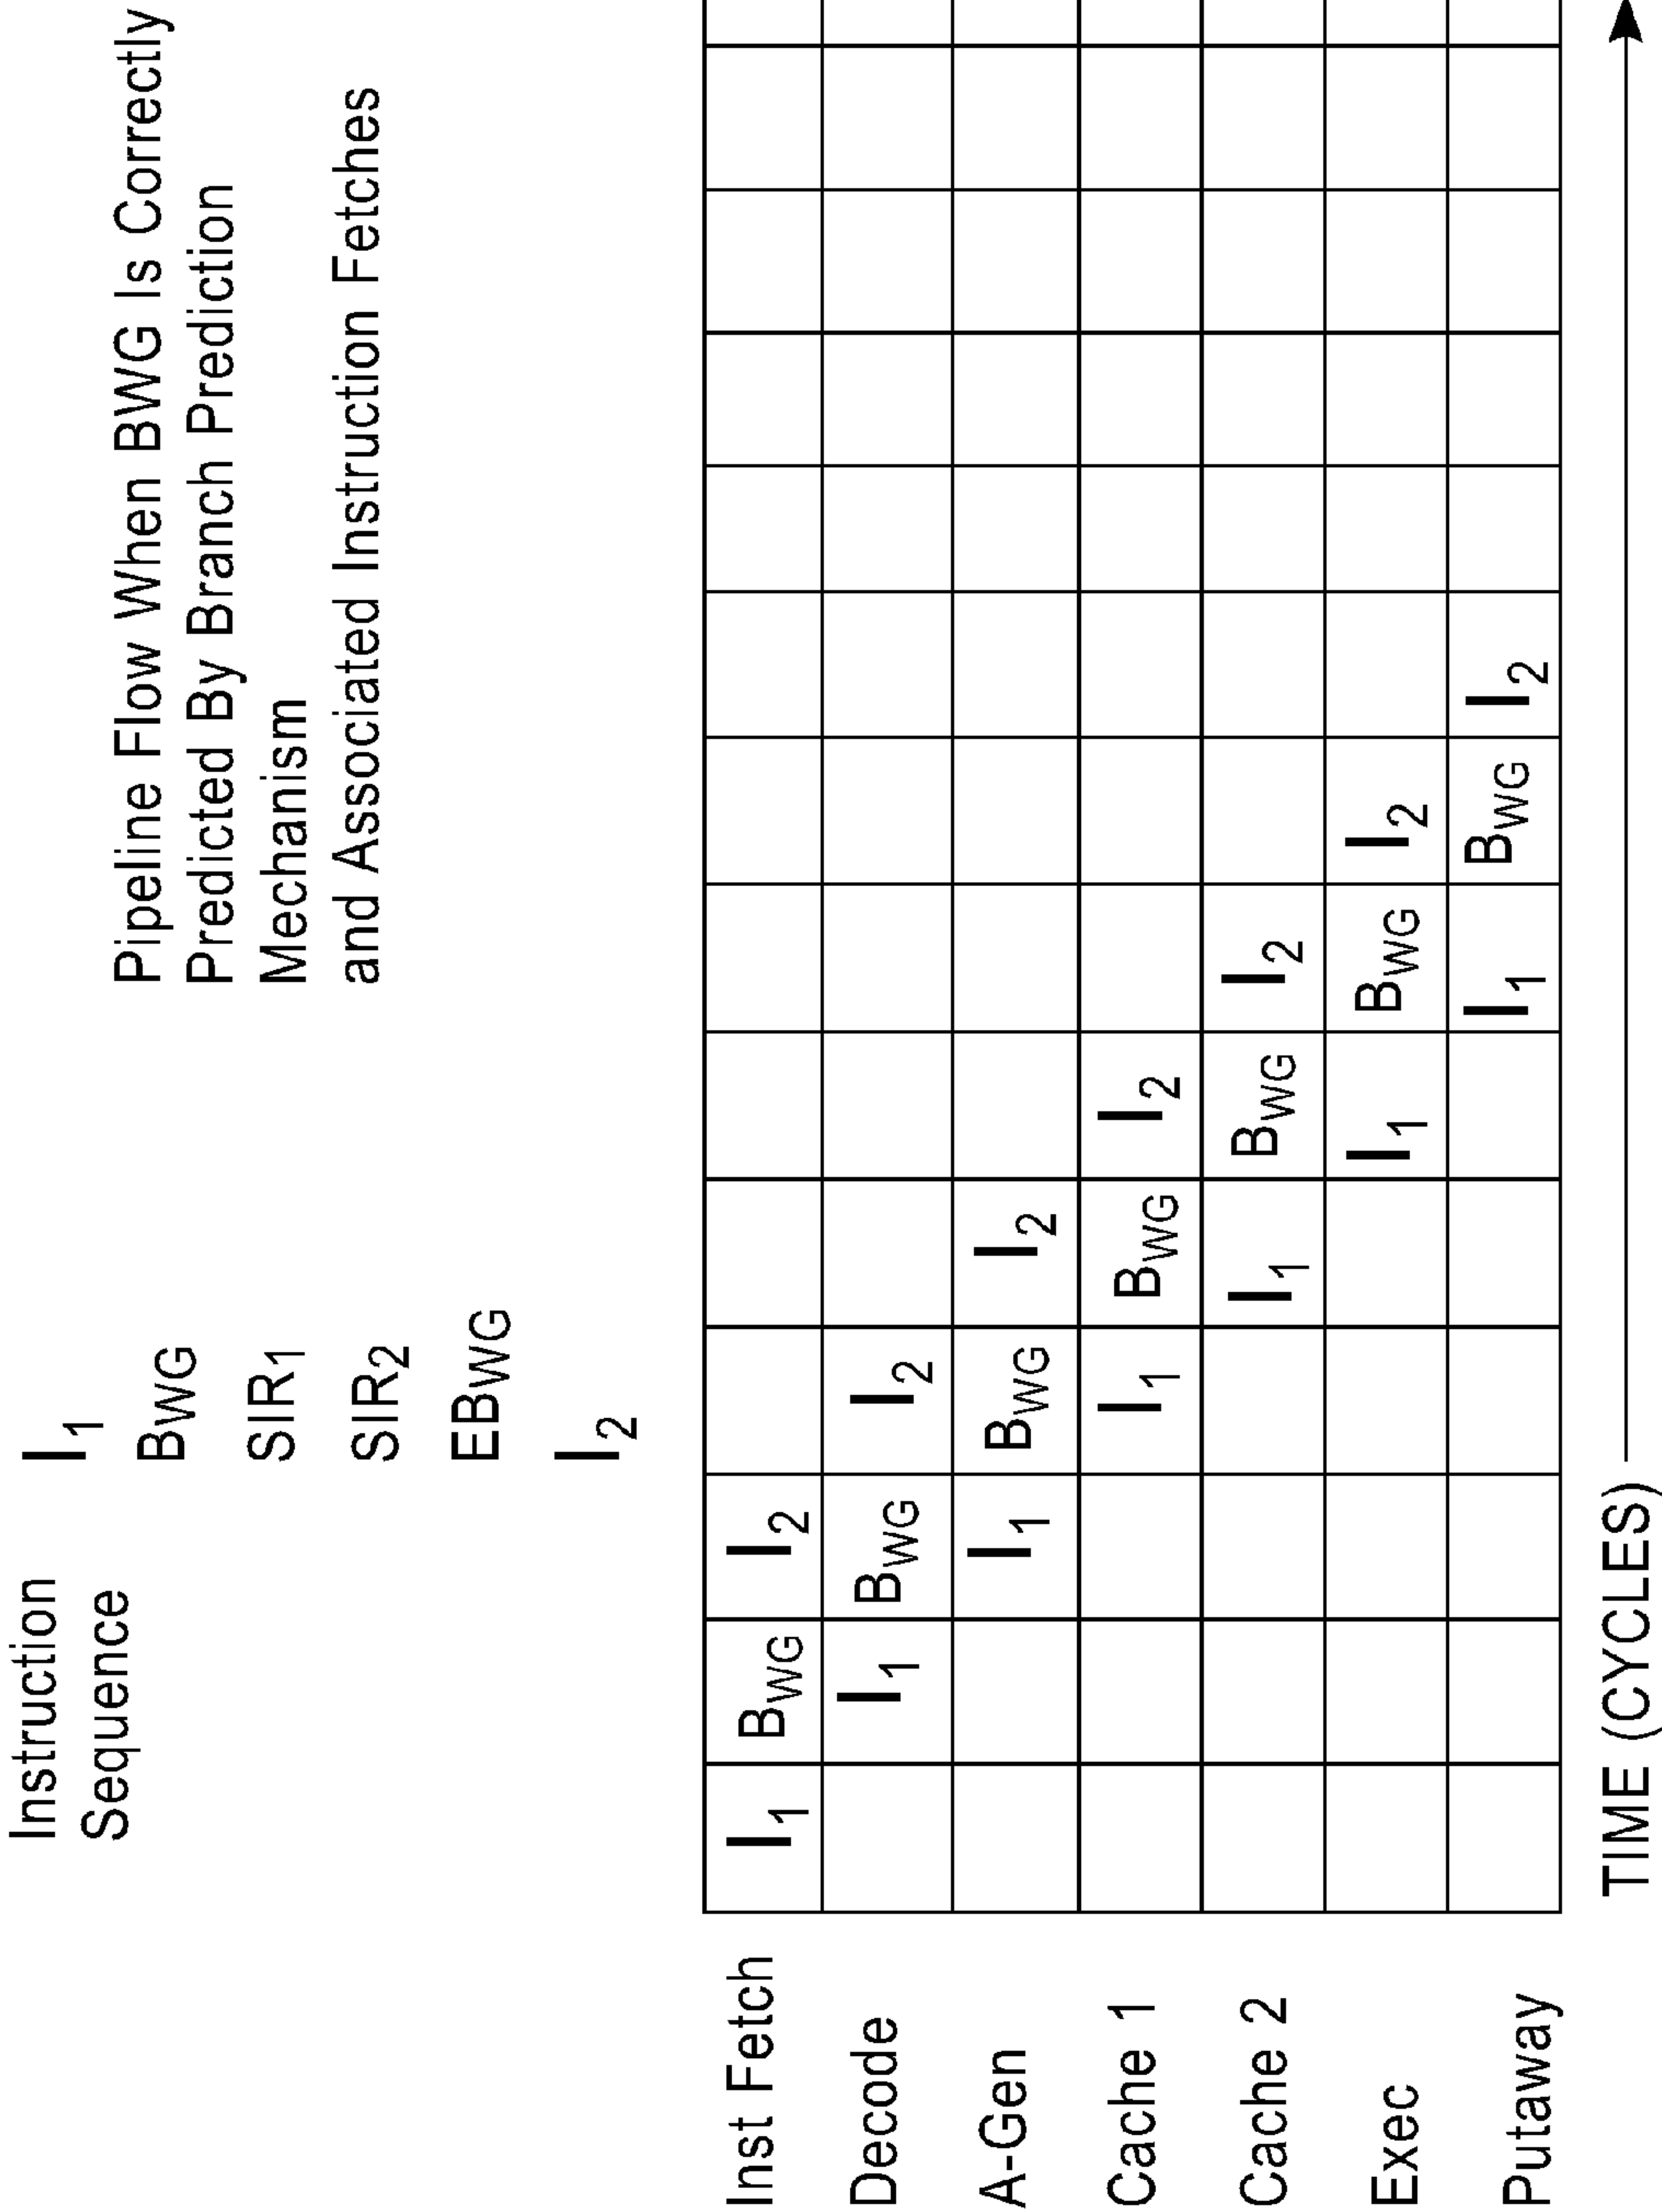 Instruction
Sequence
I1
BWG
SIR1
SIR2
EBWG
I2
Pipeline Flow When BWG Is Correctly
Predicted By Branch Prediction
Mechanism
and Associated Instruction Fetches
Inst Fetch I1 BWG I2
Decode I1 BWG I2
A-Gen I1 BWG I2
Cache 1 I1 BWG I2
Cache 2 I1 BWG I2
Exec I1 BWG I2
Putaway I1 BWG I2
TIME (CYCLES)